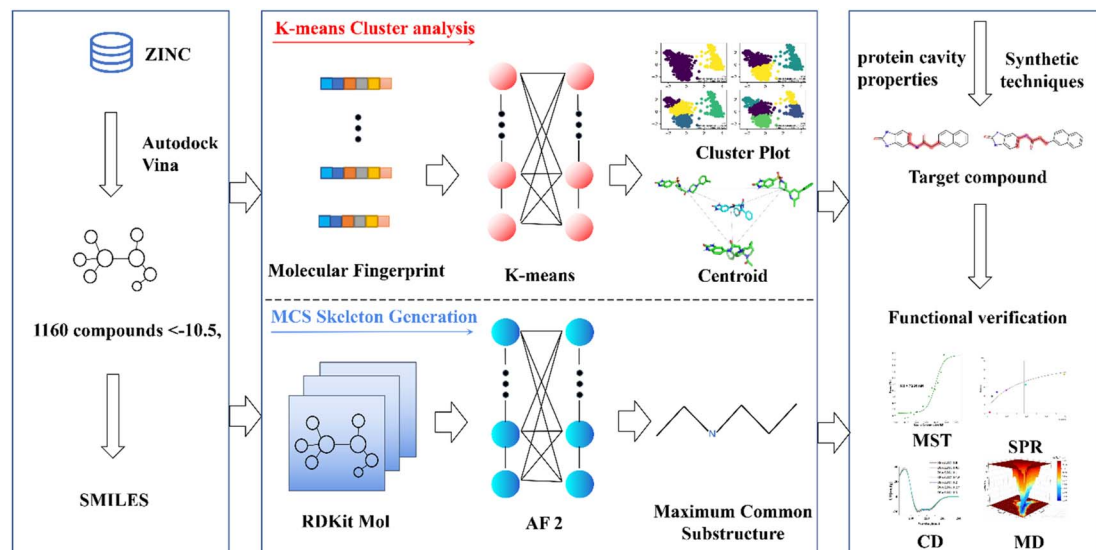 ZINC
Autodock
Vina
1160 compounds <-10.5,
SMILES
K-means Cluster analysis
Molecular Fingerprint
K-means
Cluster Plot
Centroid
MCS Skeleton Generation
RDKit Mol
AF 2
N
Maximum Common
Substructure
protein cavity
properties
Synthetic
techniques
Target compound
Functional verification
MST
SPR
CD
MD